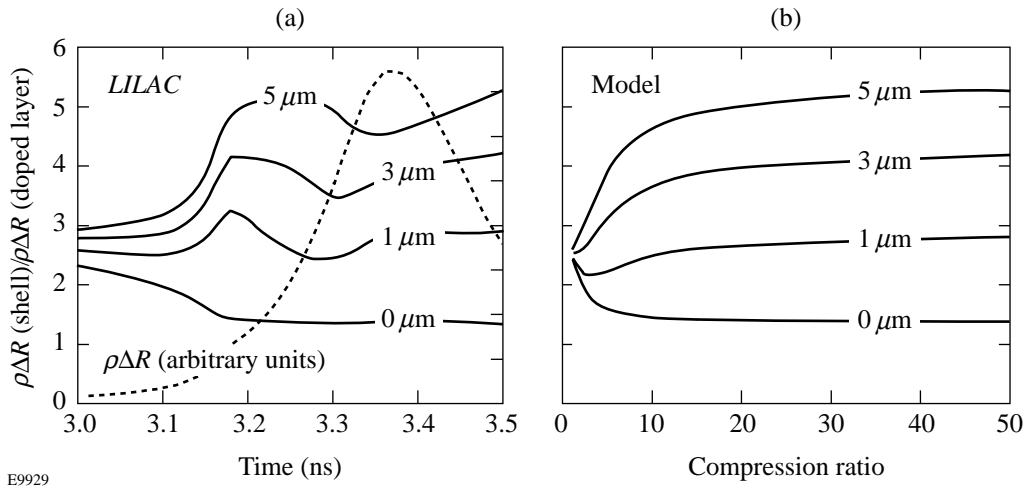 (a)
(b)
ρΔR (shell)/ρΔR (doped layer)
6
5
4
3
2
1
0
LILAC
5 μm
3 μm
1 μm
0 μm
ρΔR (arbitrary units)
3.0 3.1 3.2 3.3 3.4 3.5
Time (ns)
Model
5 μm
3 μm
1 μm
0 μm
0 10 20 30 40 50
Compression ratio
E9929